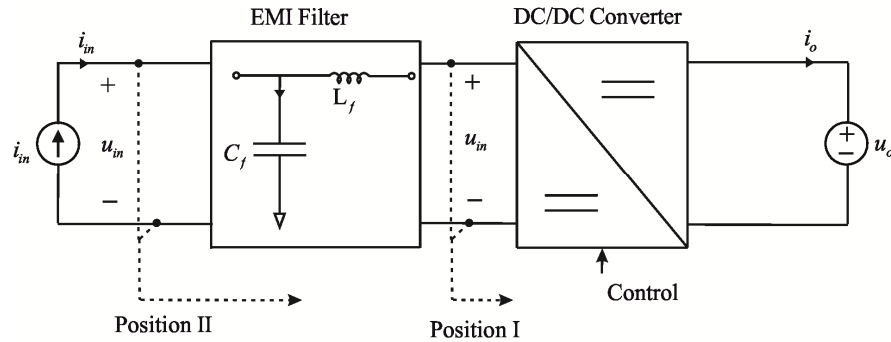 EMI Filter
DC/DC Converter
i_in
i_o
+
+
L_f
i_in
u_in
C_f
u_in
+
−
u_o
−
−
Control
Position II
Position I